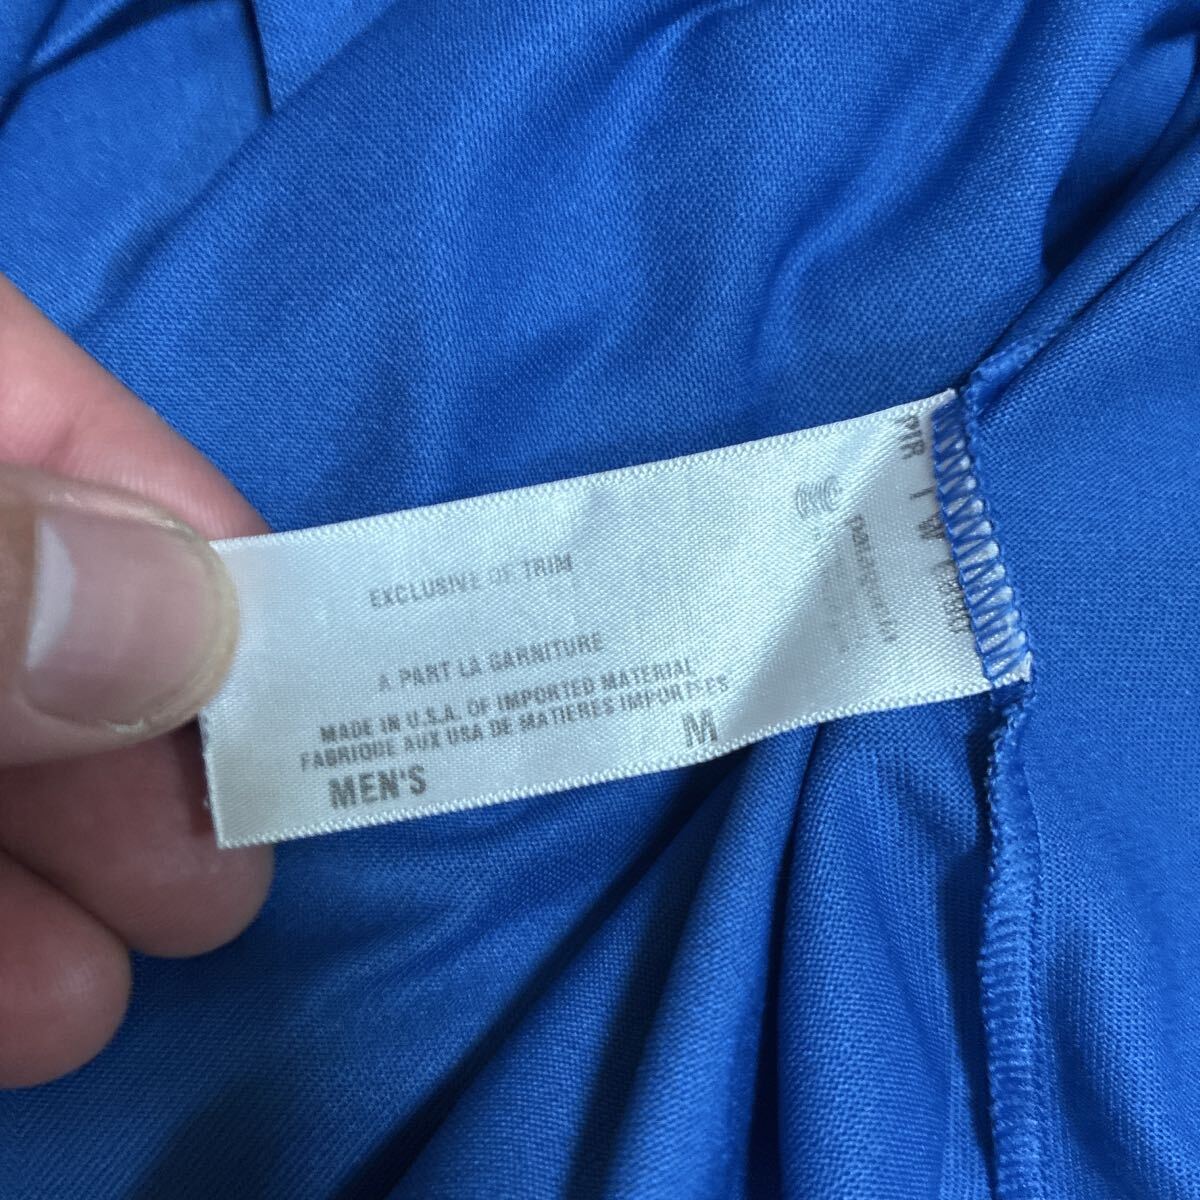 EXCLUSIVE OF TRIM
A PART LA GARNITURE
MADE IN U.S.A. OF IMPORTED MATERIAL
FABRIQUE AUX USA DE MATIERES IMPORTEES
MEN'S M